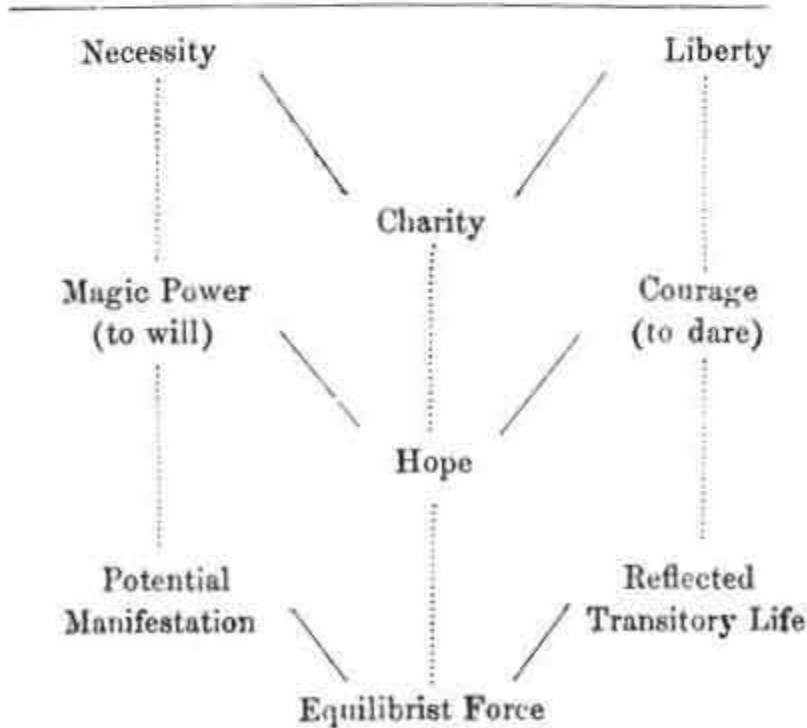 Necessity
Liberty
Charity
Magic Power
(to will)
Courage
(to dare)
Hope
Potential
Manifestation
Reflected
Transitory Life
Equilibrist Force